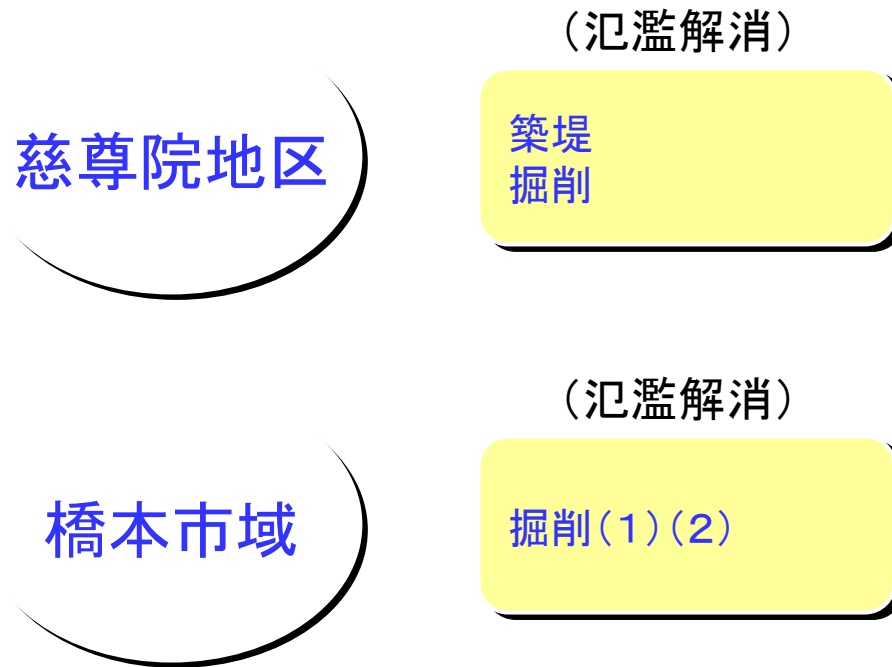 （氾濫解消）
慈尊院地区
築堤
掘削
（氾濫解消）
橋本市域
掘削（１）（２）